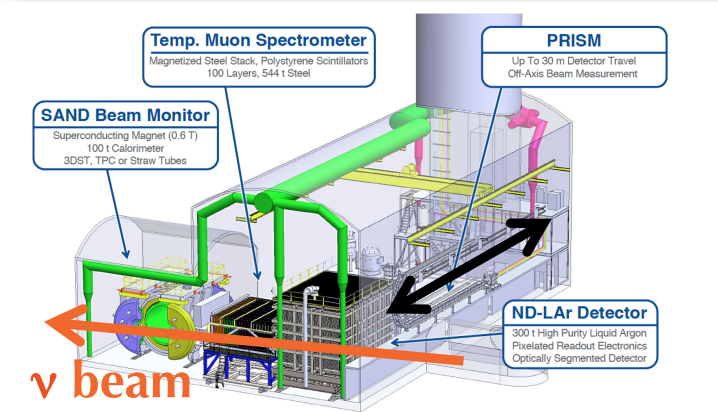 Temp. Muon Spectrometer
Magnetized Steel Stack, Polystyrene Scintillators
100 Layers, 544 t Steel
PRISM
Up To 30 m Detector Travel
Off-Axis Beam Measurement
SAND Beam Monitor
Superconducting Magnet (0.6 T)
100 t Calorimeter
3DST, TPC or Straw Tubes
ND-LAr Detector
300 t High Purity Liquid Argon
Pixelated Readout Electronics
Optically Segmented Detector
ν beam